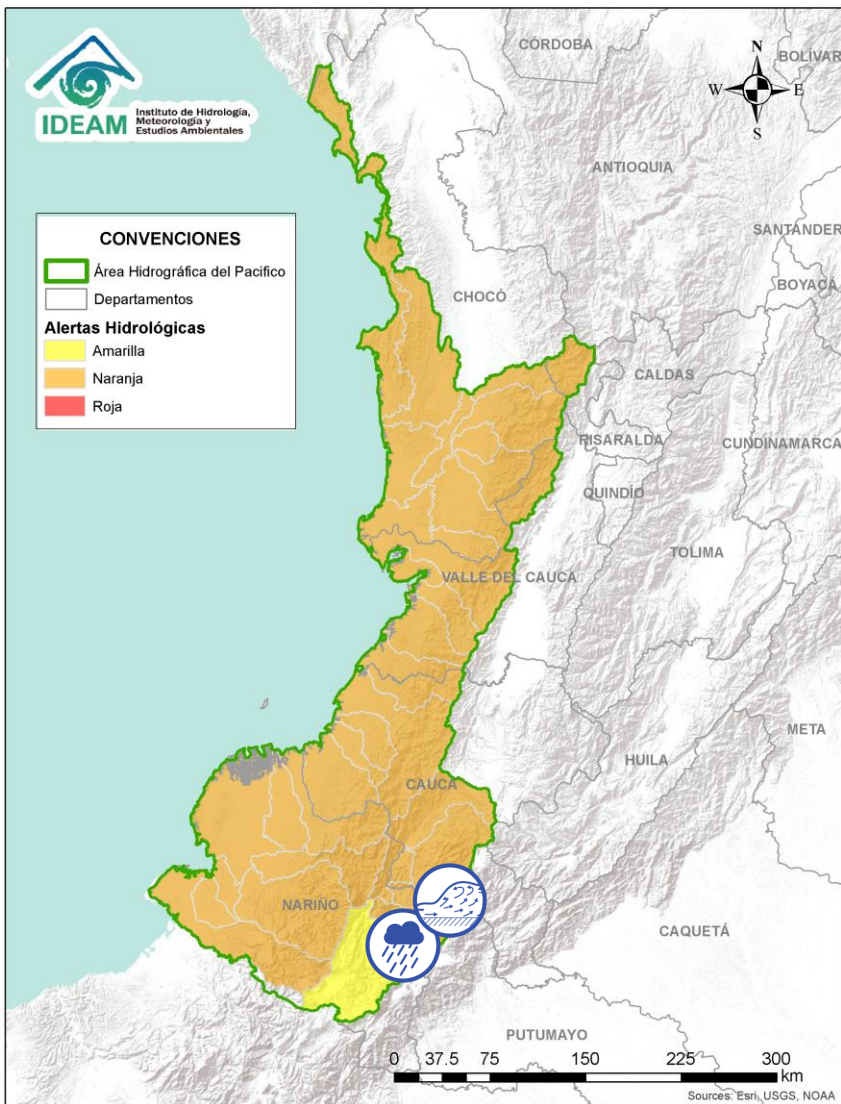 IDEAM
Instituto de Hidrología,
Meteorología y
Estudios Ambientales
CÓRDOBA
BOLÍVAR
N
W
E
S
ANTIOQUIA
SANTANDER
BOYACÁ
CONVENCIONES
Área Hidrográfica del Pacifico
Departamentos
Alertas Hidrológicas
Amarilla
Naranja
Roja
CHOCÓ
CALDAS
RISARALDA
CUNDINAMARCA
QUINDÍO
TOLIMA
VALLE DEL CAUCA
META
HUILA
CAUCA
NARIÑO
CAQUETÁ
PUTUMAYO
0 37.5 75 150 225 300
km
Sources: Esri, USGS, NOAA